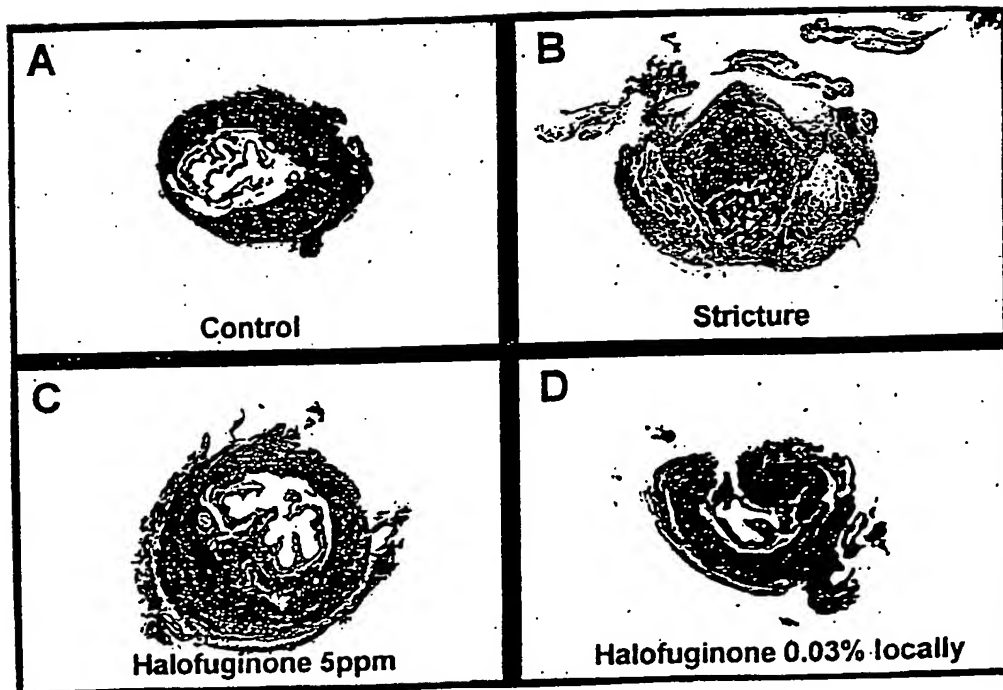 A
Control
B
Stricture
C
Halofuginone 5ppm
D
Halofuginone 0.03% locally